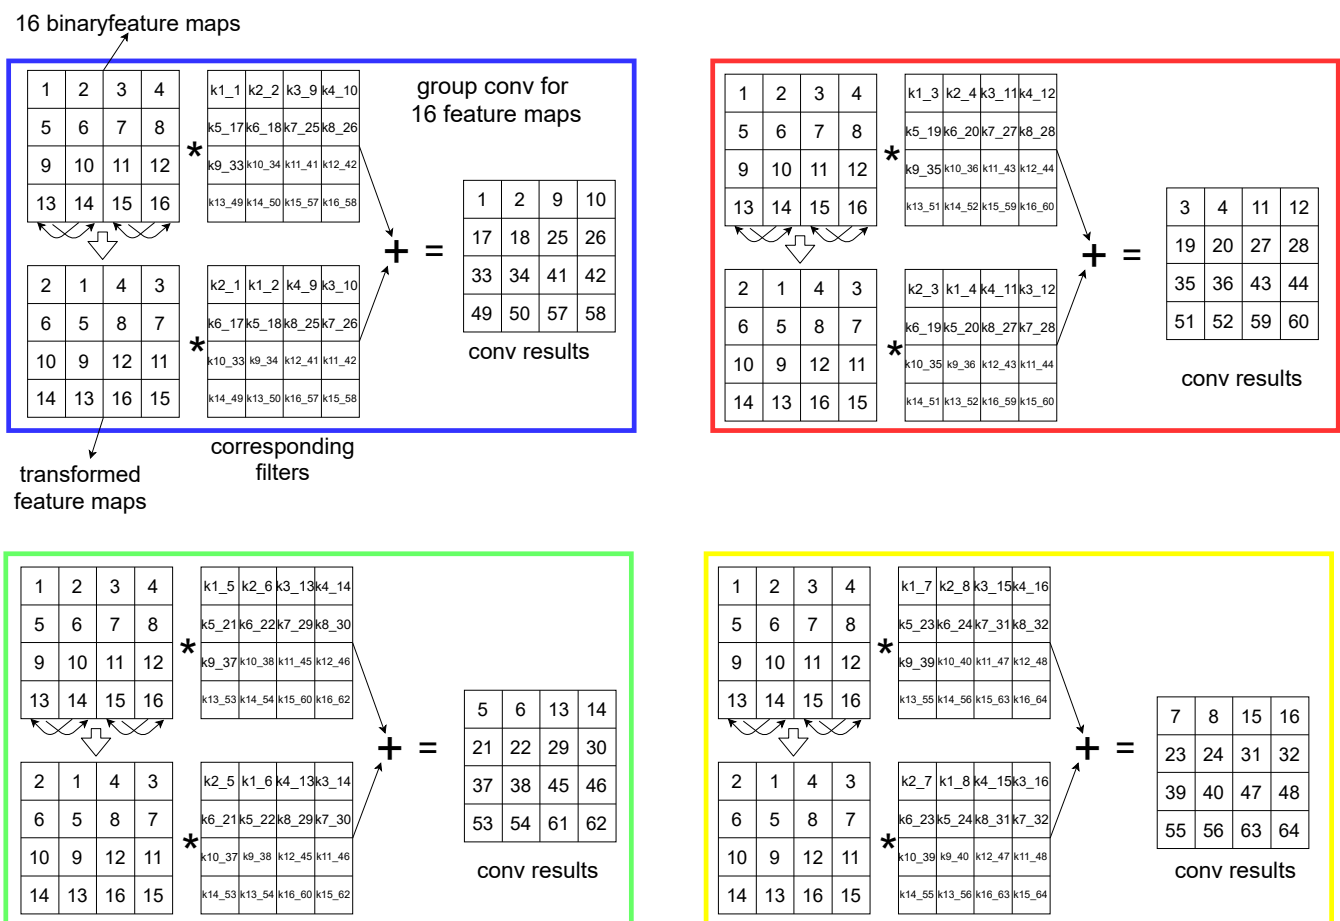 16 binaryfeature maps
group conv for
16 feature maps
1 2 3 4
5 6 7 8
9 10 11 12
13 14 15 16
*
k1_1 k2_2 k3_9 k4_10
k5_17 k6_18 k7_25 k8_26
k9_33 k10_34 k11_41 k12_42
k13_49 k14_50 k15_57 k16_58
2 1 4 3
6 5 8 7
10 9 12 11
14 13 16 15
*
k2_1 k1_2 k4_9 k3_10
k6_17 k5_18 k8_25 k7_26
k10_33 k9_34 k12_41 k11_42
k14_49 k13_50 k16_57 k15_58
+ =
1 2 9 10
17 18 25 26
33 34 41 42
49 50 57 58
conv results
corresponding
filters
transformed
feature maps
1 2 3 4
5 6 7 8
9 10 11 12
13 14 15 16
*
k1_3 k2_4 k3_11 k4_12
k5_19 k6_20 k7_27 k8_28
k9_35 k10_36 k11_43 k12_44
k13_51 k14_52 k15_59 k16_60
2 1 4 3
6 5 8 7
10 9 12 11
14 13 16 15
*
k2_3 k1_4 k4_11 k3_12
k6_19 k5_20 k8_27 k7_28
k10_35 k9_36 k12_43 k11_44
k14_51 k13_52 k16_59 k15_60
+ =
3 4 11 12
19 20 27 28
35 36 43 44
51 52 59 60
conv results
1 2 3 4
5 6 7 8
9 10 11 12
13 14 15 16
*
k1_5 k2_6 k3_13 k4_14
k5_21 k6_22 k7_29 k8_30
k9_37 k10_38 k11_45 k12_46
k13_53 k14_54 k15_60 k16_62
2 1 4 3
6 5 8 7
10 9 12 11
14 13 16 15
*
k2_5 k1_6 k4_13 k3_14
k6_21 k5_22 k8_29 k7_30
k10_37 k9_38 k12_45 k11_46
k14_53 k13_54 k16_60 k15_62
+ =
5 6 13 14
21 22 29 30
37 38 45 46
53 54 61 62
conv results
1 2 3 4
5 6 7 8
9 10 11 12
13 14 15 16
*
k1_7 k2_8 k3_15 k4_16
k5_23 k6_24 k7_31 k8_32
k9_39 k10_40 k11_47 k12_48
k13_55 k14_56 k15_63 k16_64
2 1 4 3
6 5 8 7
10 9 12 11
14 13 16 15
*
k2_7 k1_8 k4_15 k3_16
k6_23 k5_24 k8_31 k7_32
k10_39 k9_40 k12_47 k11_48
k14_55 k13_56 k16_63 k15_64
+ =
7 8 15 16
23 24 31 32
39 40 47 48
55 56 63 64
conv results